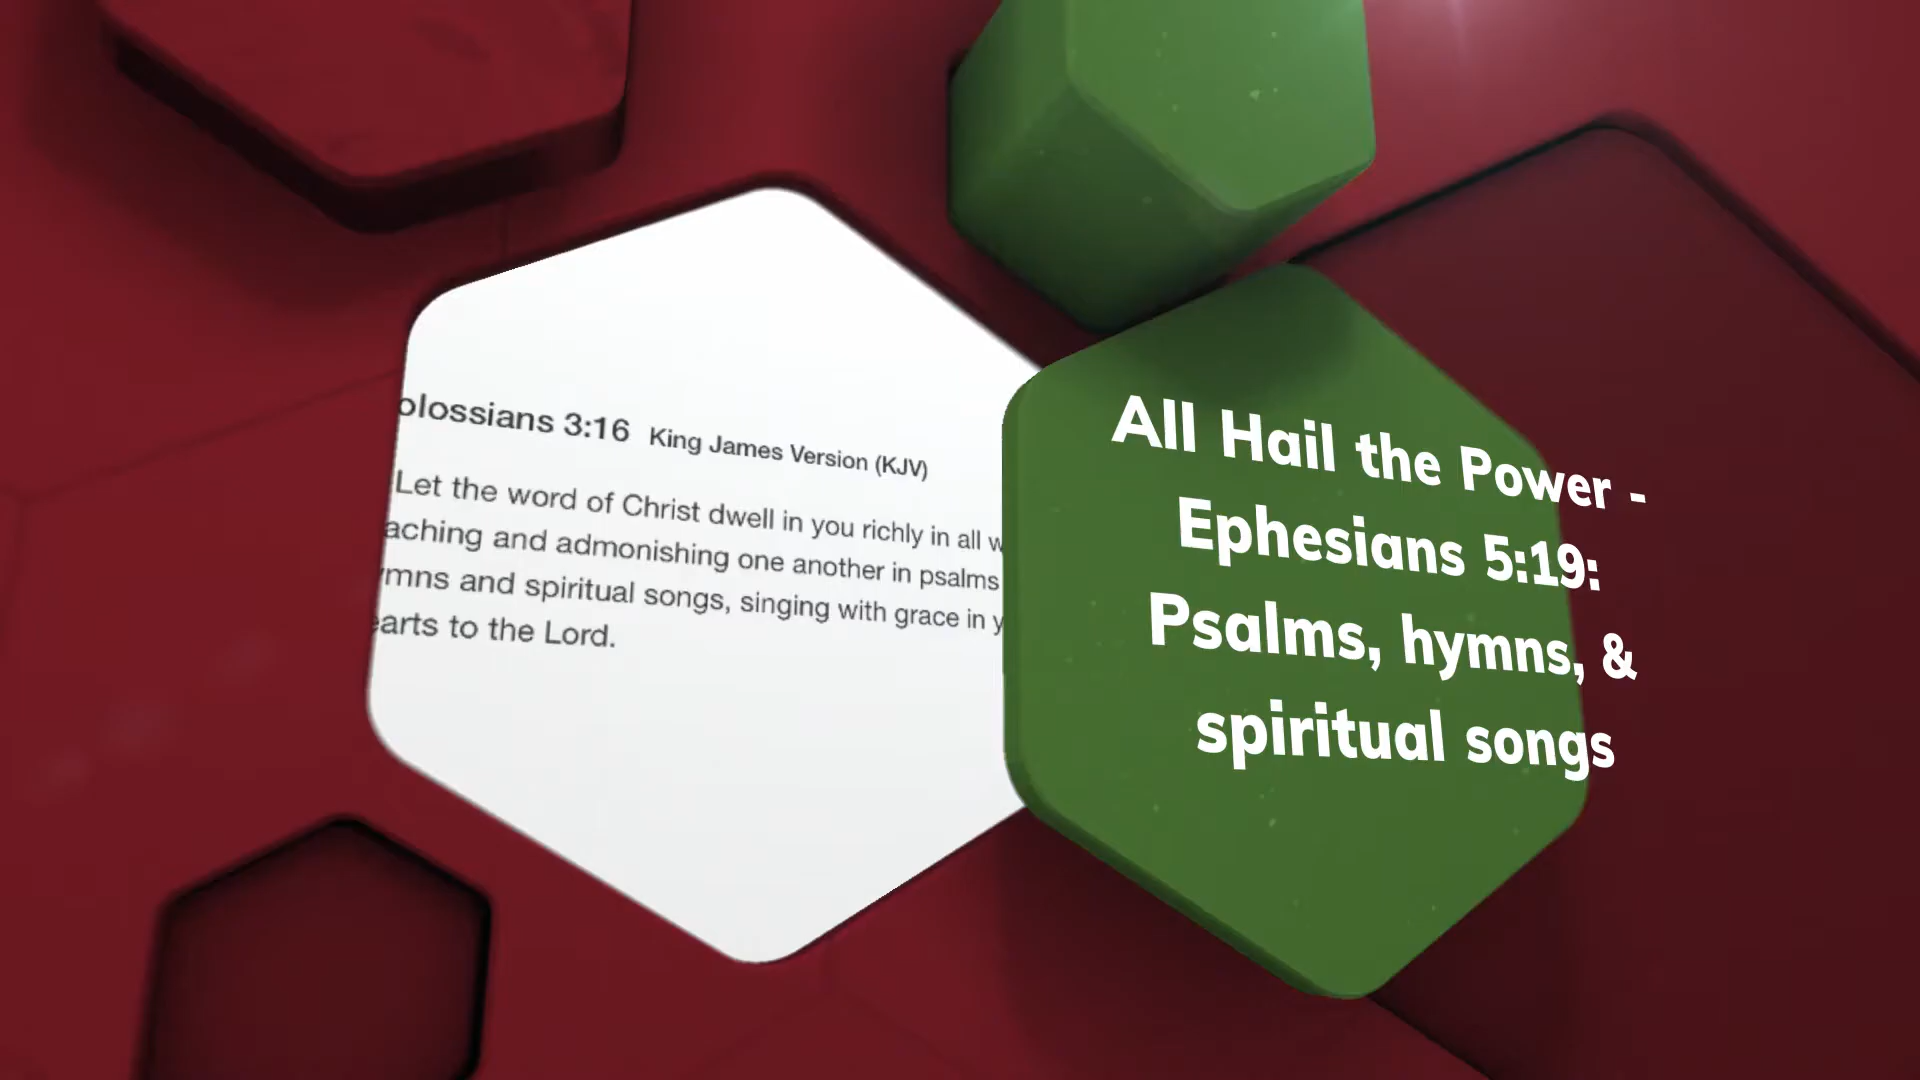 olossians 3:16 King James Version (KJV)
Let the word of Christ dwell in you richly in all w
aching and admonishing one another in psalms
mns and spiritual songs, singing with grace in y
earts to the Lord.
All Hail the Power -
Ephesians 5:19:
Psalms, hymns, &
spiritual songs